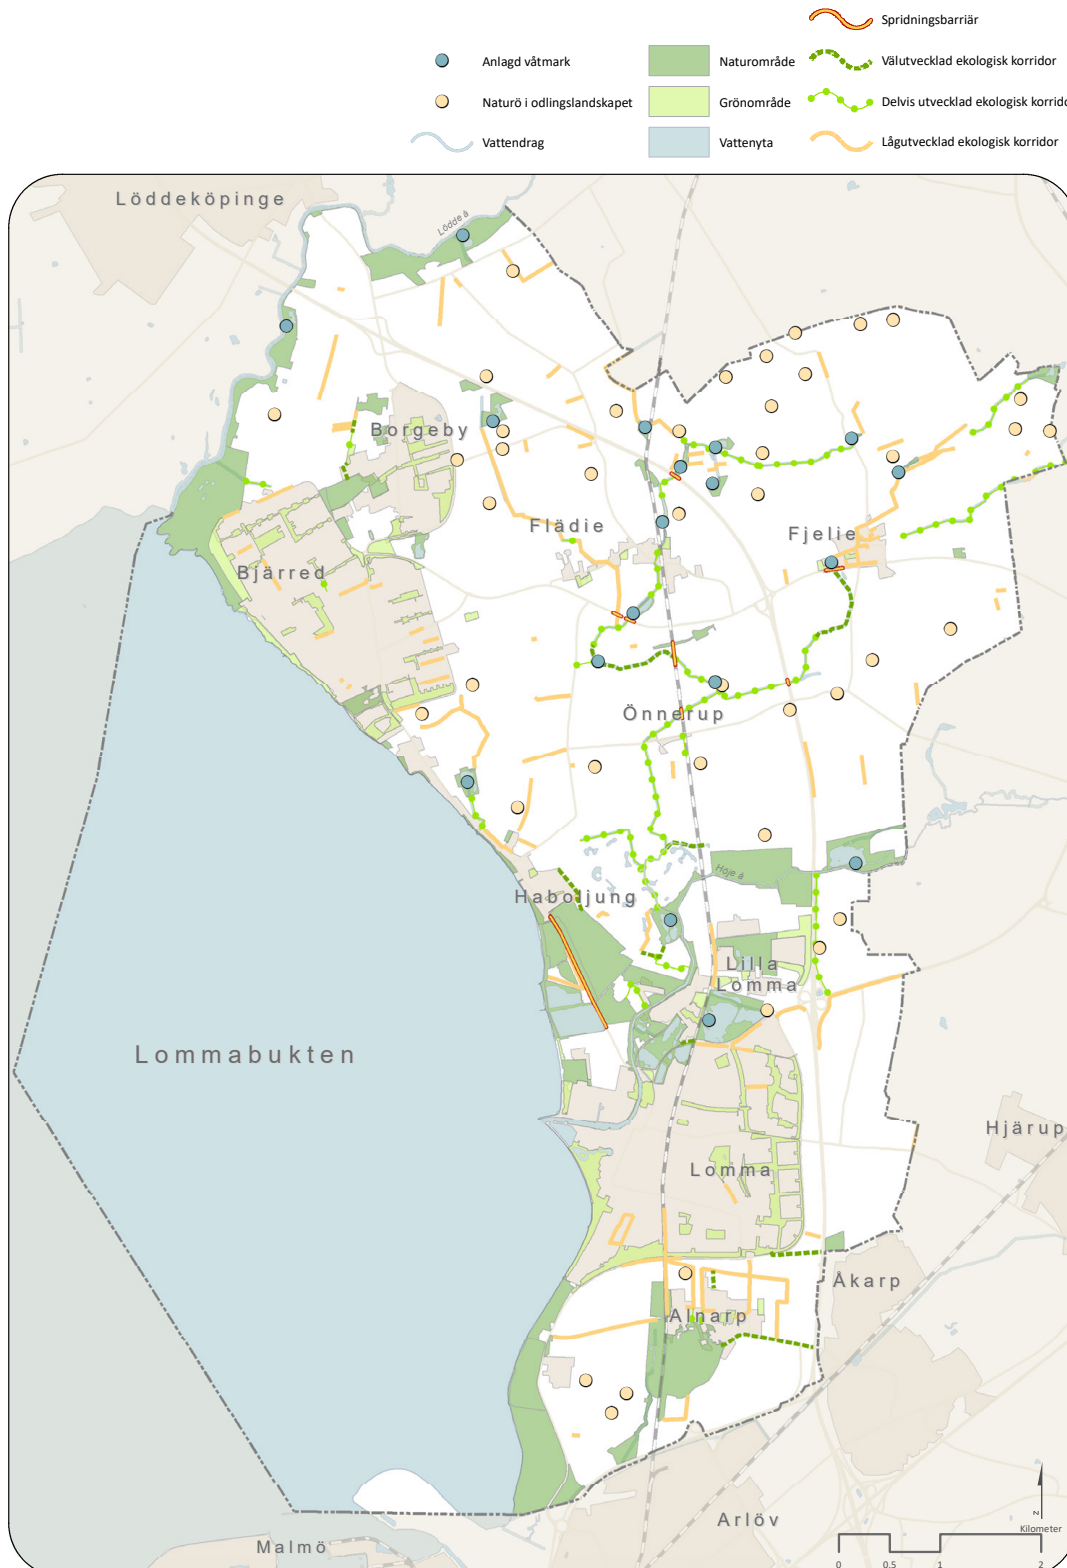 Spridningsbarriär
Anlagd våtmark
Naturområde
Välutvecklad ekologisk korridor
Naturö i odlingslandskapet
Grönområde
Delvis utvecklad ekologisk korrido
Vattendrag
Vattenyta
Lågutvecklad ekologisk korridor
Löddeköpinge
Lödde å
Borgeby
Flädie
Fjelie
Bjärred
Önnerup
Höje å
Haboljung
Lilla
Lomma
Lommabukten
Hjärup
Lomma
Åkarp
Alnarp
Arlöv
Malmö
N
Kilometer
0 0.5 1 2